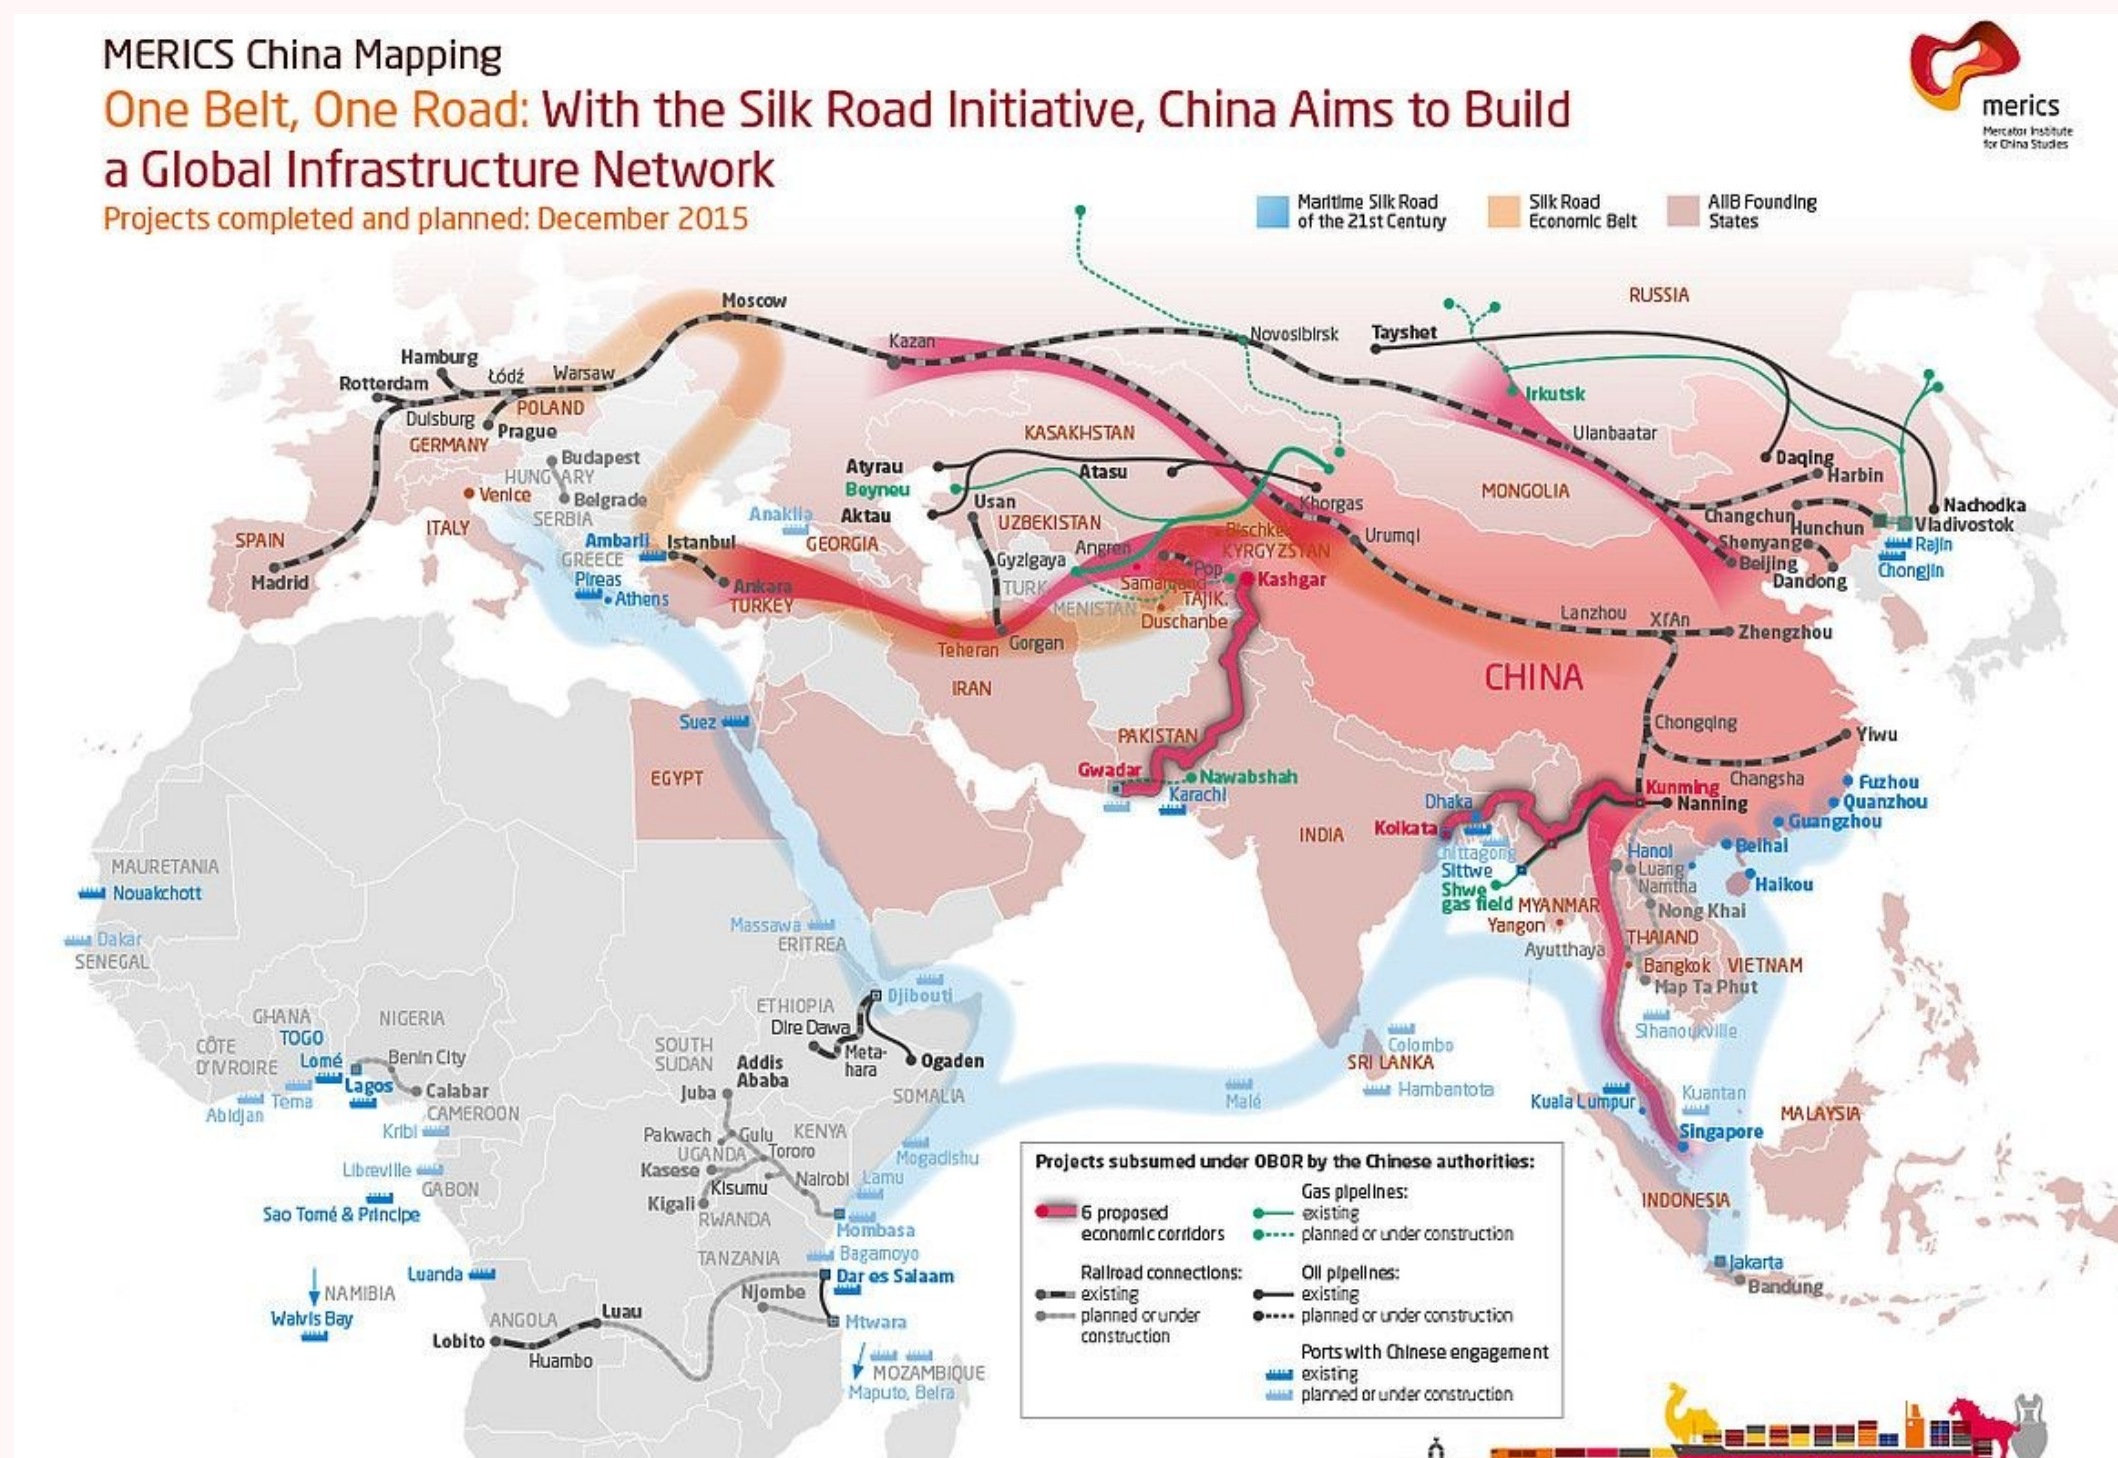 MERICS China Mapping
One Belt, One Road: With the Silk Road Initiative, China Aims to Build
a Global Infrastructure Network
Projects completed and planned: December 2015
merics
Mercator Institute
for China Studies
Maritime Silk Road
of the 21st Century
Silk Road
Economic Belt
AIIB Founding
States
RUSSIA
Moscow
Kazan
Novosibirsk
Tayshet
Irkutsk
Hamburg
Rotterdam
Łódź
Warsaw
Duisburg
POLAND
GERMANY
Prague
Budapest
HUNGARY
Belgrade
SERBIA
Venice
ITALY
SPAIN
Madrid
GREECE
Ambarli
Istanbul
Pireas
Athens
Ankara
TURKEY
Anaklia
GEORGIA
KASAKHSTAN
Atyrau
Beyneu
Aktau
Atasu
Usan
UZBEKISTAN
Gyzlgaya
Angren
TURK
MENISTAN
Pop
Samarqand
TAJIK.
Duschanbe
Bischkek
KYRGYZSTAN
Kashgar
Khorgas
Urumqi
Teheran
Gorgan
IRAN
Ulanbaatar
MONGOLIA
Daqing
Harbin
Changchun
Hunchun
Nachodka
Vladivostok
Shenyang
Rajin
Chongjin
Beijing
Dandong
Lanzhou
Xi'An
Zhengzhou
CHINA
Chongqing
Yiwu
Changsha
Kunming
Nanning
Fuzhou
Quanzhou
Guangzhou
Beihai
Haikou
PAKISTAN
Gwadar
Nawabshah
Karachi
INDIA
Dhaka
Kolkata
Chittagong
Sittwe
Shwe
gas field
MYANMAR
Yangon
Hanoi
Luang
Namtha
Nong Khai
THAIAND
Ayutthaya
Bangkok
VIETNAM
Map Ta Phut
Sihanoukville
Colombo
SRI LANKA
Hambantota
Malé
Kuala Lumpur
Kuantan
MALAYSIA
Singapore
INDONESIA
Jakarta
Bandung
Suez
EGYPT
MAURETANIA
Nouakchott
Dakar
SENEGAL
Massawa
ERITREA
Djibouti
ETHIOPIA
Dire Dawa
Meta-
hara
Addis
Ababa
Ogaden
SOMALIA
GHANA
TOGO
NIGERIA
CÔTE
D'IVROIRE
Lomé
Benin City
Lagos
Calabar
Tema
Abidjan
CAMEROON
Kribi
Libreville
GABON
Sao Tomé & Principe
SOUTH
SUDAN
Juba
Pakwach
Gulu
KENYA
UGANDA
Tororo
Kasese
Kisumu
Nairobi
Lamu
Mogadishu
Kigali
RWANDA
Mombasa
TANZANIA
Bagamoyo
Dar es Salaam
Njombe
Mtwara
Luanda
NAMIBIA
Walvis Bay
ANGOLA
Luau
Lobito
Huambo
MOZAMBIQUE
Maputo, Beira
Projects subsumed under OBOR by the Chinese authorities:
6 proposed
economic corridors
Railroad connections:
existing
planned or under
construction
Gas pipelines:
existing
planned or under construction
Oil pipelines:
existing
planned or under construction
Ports with Chinese engagement
existing
planned or under construction